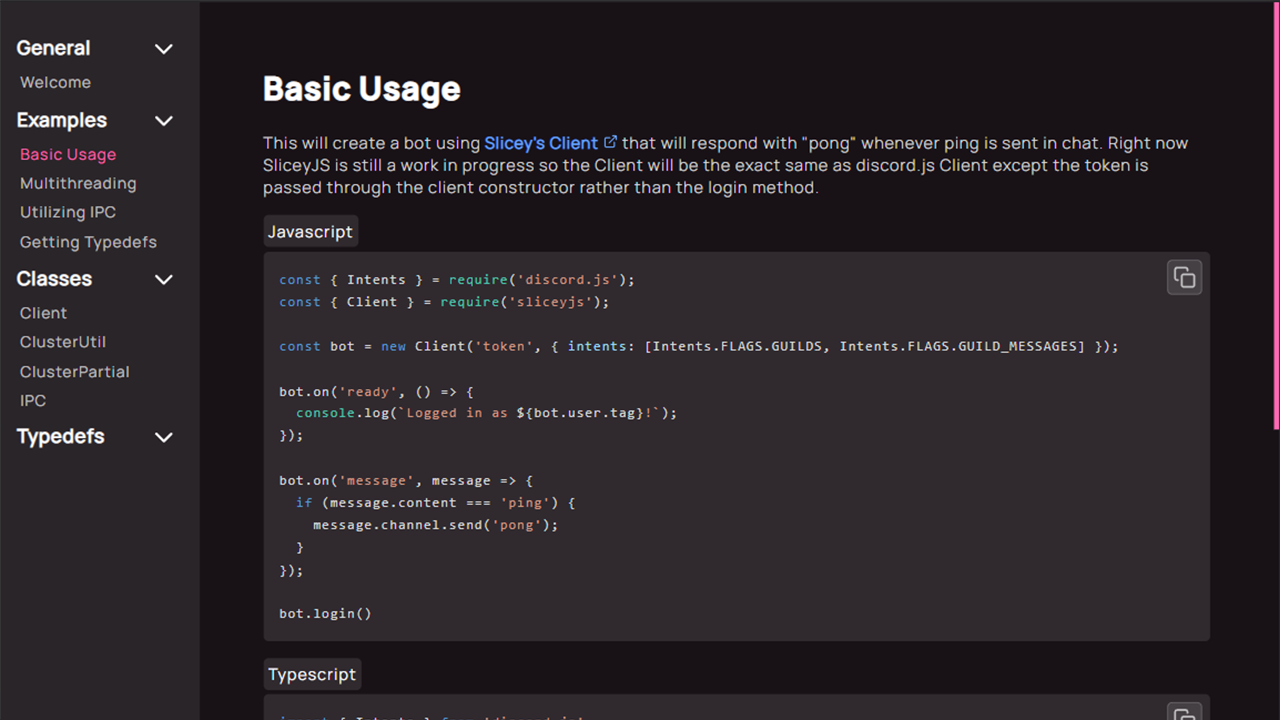 General
Welcome
Examples
Basic Usage
Multithreading
Utilizing IPC
Getting Typedefs
Classes
Client
ClusterUtil
ClusterPartial
IPC
Typedefs
Basic Usage
This will create a bot using Slicey's Client that will respond with "pong" whenever ping is sent in chat. Right now
SliceyJS is still a work in progress so the Client will be the exact same as discord.js Client except the token is
passed through the client constructor rather than the login method.
Javascript
const { Intents } = require('discord.js');
const { Client } = require('sliceyjs');
const bot = new Client('token', { intents: [Intents.FLAGS.GUILDS, Intents.FLAGS.GUILD_MESSAGES] });
bot.on('ready', () => {
  console.log(`Logged in as ${bot.user.tag}!`);
});
bot.on('message', message => {
  if (message.content === 'ping') {
    message.channel.send('pong');
  }
});
bot.login()
Typescript